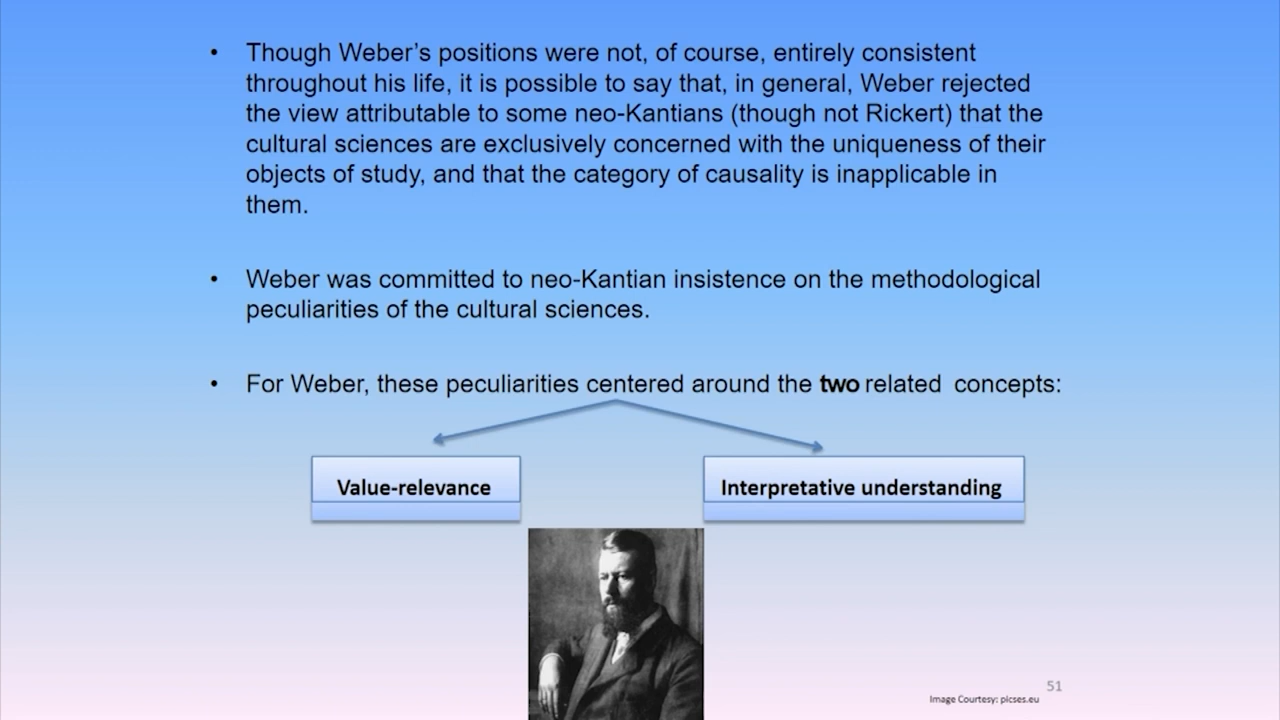 • Though Weber's positions were not, of course, entirely consistent
throughout his life, it is possible to say that, in general, Weber rejected
the view attributable to some neo-Kantians (though not Rickert) that the
cultural sciences are exclusively concerned with the uniqueness of their
objects of study, and that the category of causality is inapplicable in
them.
• Weber was committed to neo-Kantian insistence on the methodological
peculiarities of the cultural sciences.
• For Weber, these peculiarities centered around the two related concepts:
Value-relevance
Interpretative understanding
51
Image Courtesy: picses.eu